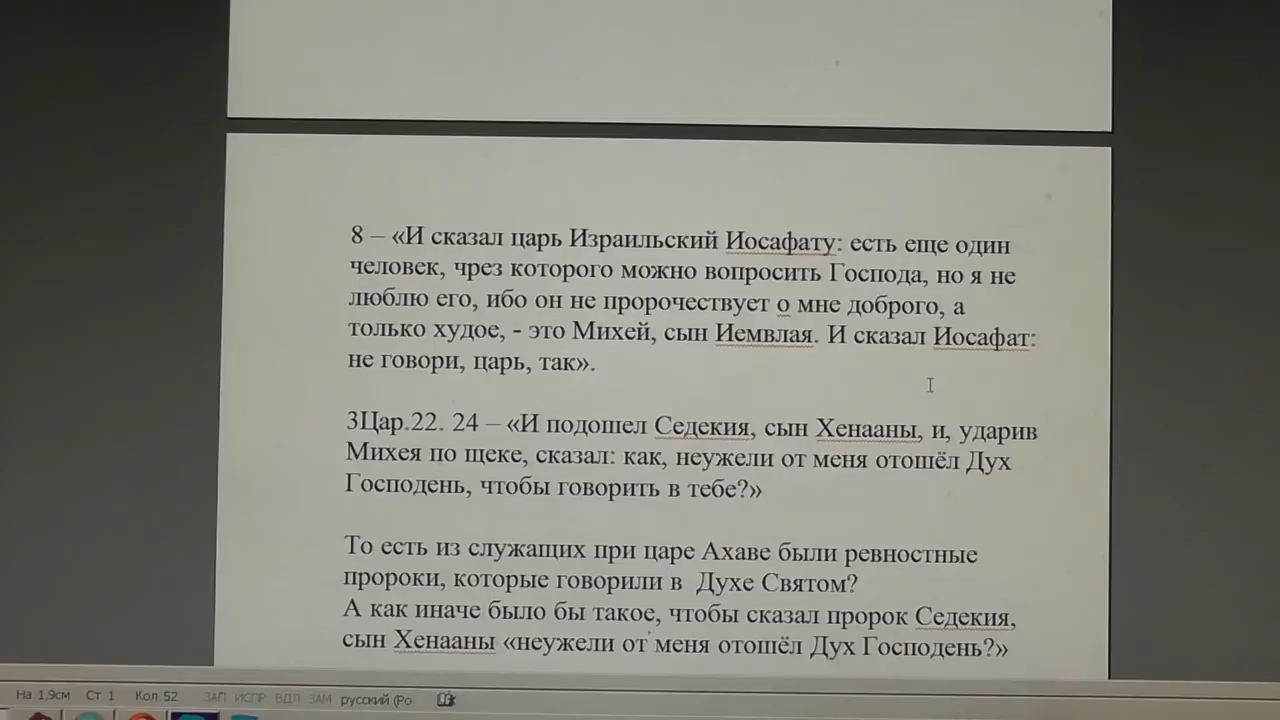 8 – «И сказал царь Израильский Иосафату: есть еще один
человек, чрез которого можно вопросить Господа, но я не
люблю его, ибо он не пророчествует о мне доброго, а
только худое, - это Михей, сын Иемвлая. И сказал Иосафат:
не говори, царь, так».
3Цар.22. 24 – «И подошел Седекия, сын Хенааны, и, ударив
Михея по щеке, сказал: как, неужели от меня отошёл Дух
Господень, чтобы говорить в тебе?»
То есть из служащих при царе Ахаве были ревностные
пророки, которые говорили в Духе Святом?
А как иначе было бы такое, чтобы сказал пророк Седекия,
сын Хенааны «неужели от меня отошёл Дух Господень?»
На 1,9см Ст 1 Кол 52 ЗАП ИСПР ВДЛ ЗАМ русский (Ро